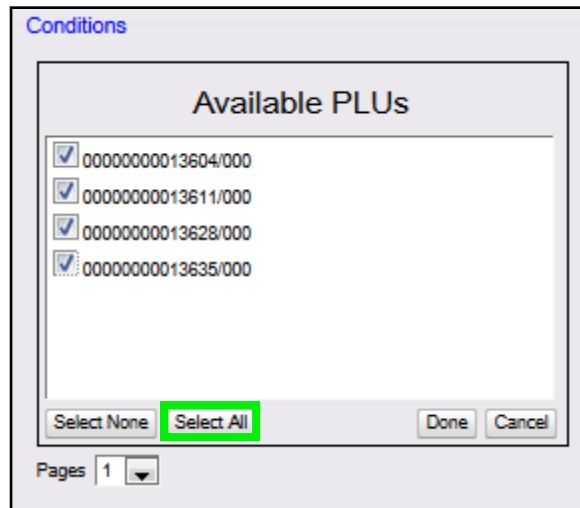 Conditions
Available PLUs
00000000013604/000
00000000013611/000
00000000013628/000
00000000013635/000
Select None Select All Done Cancel
Pages 1